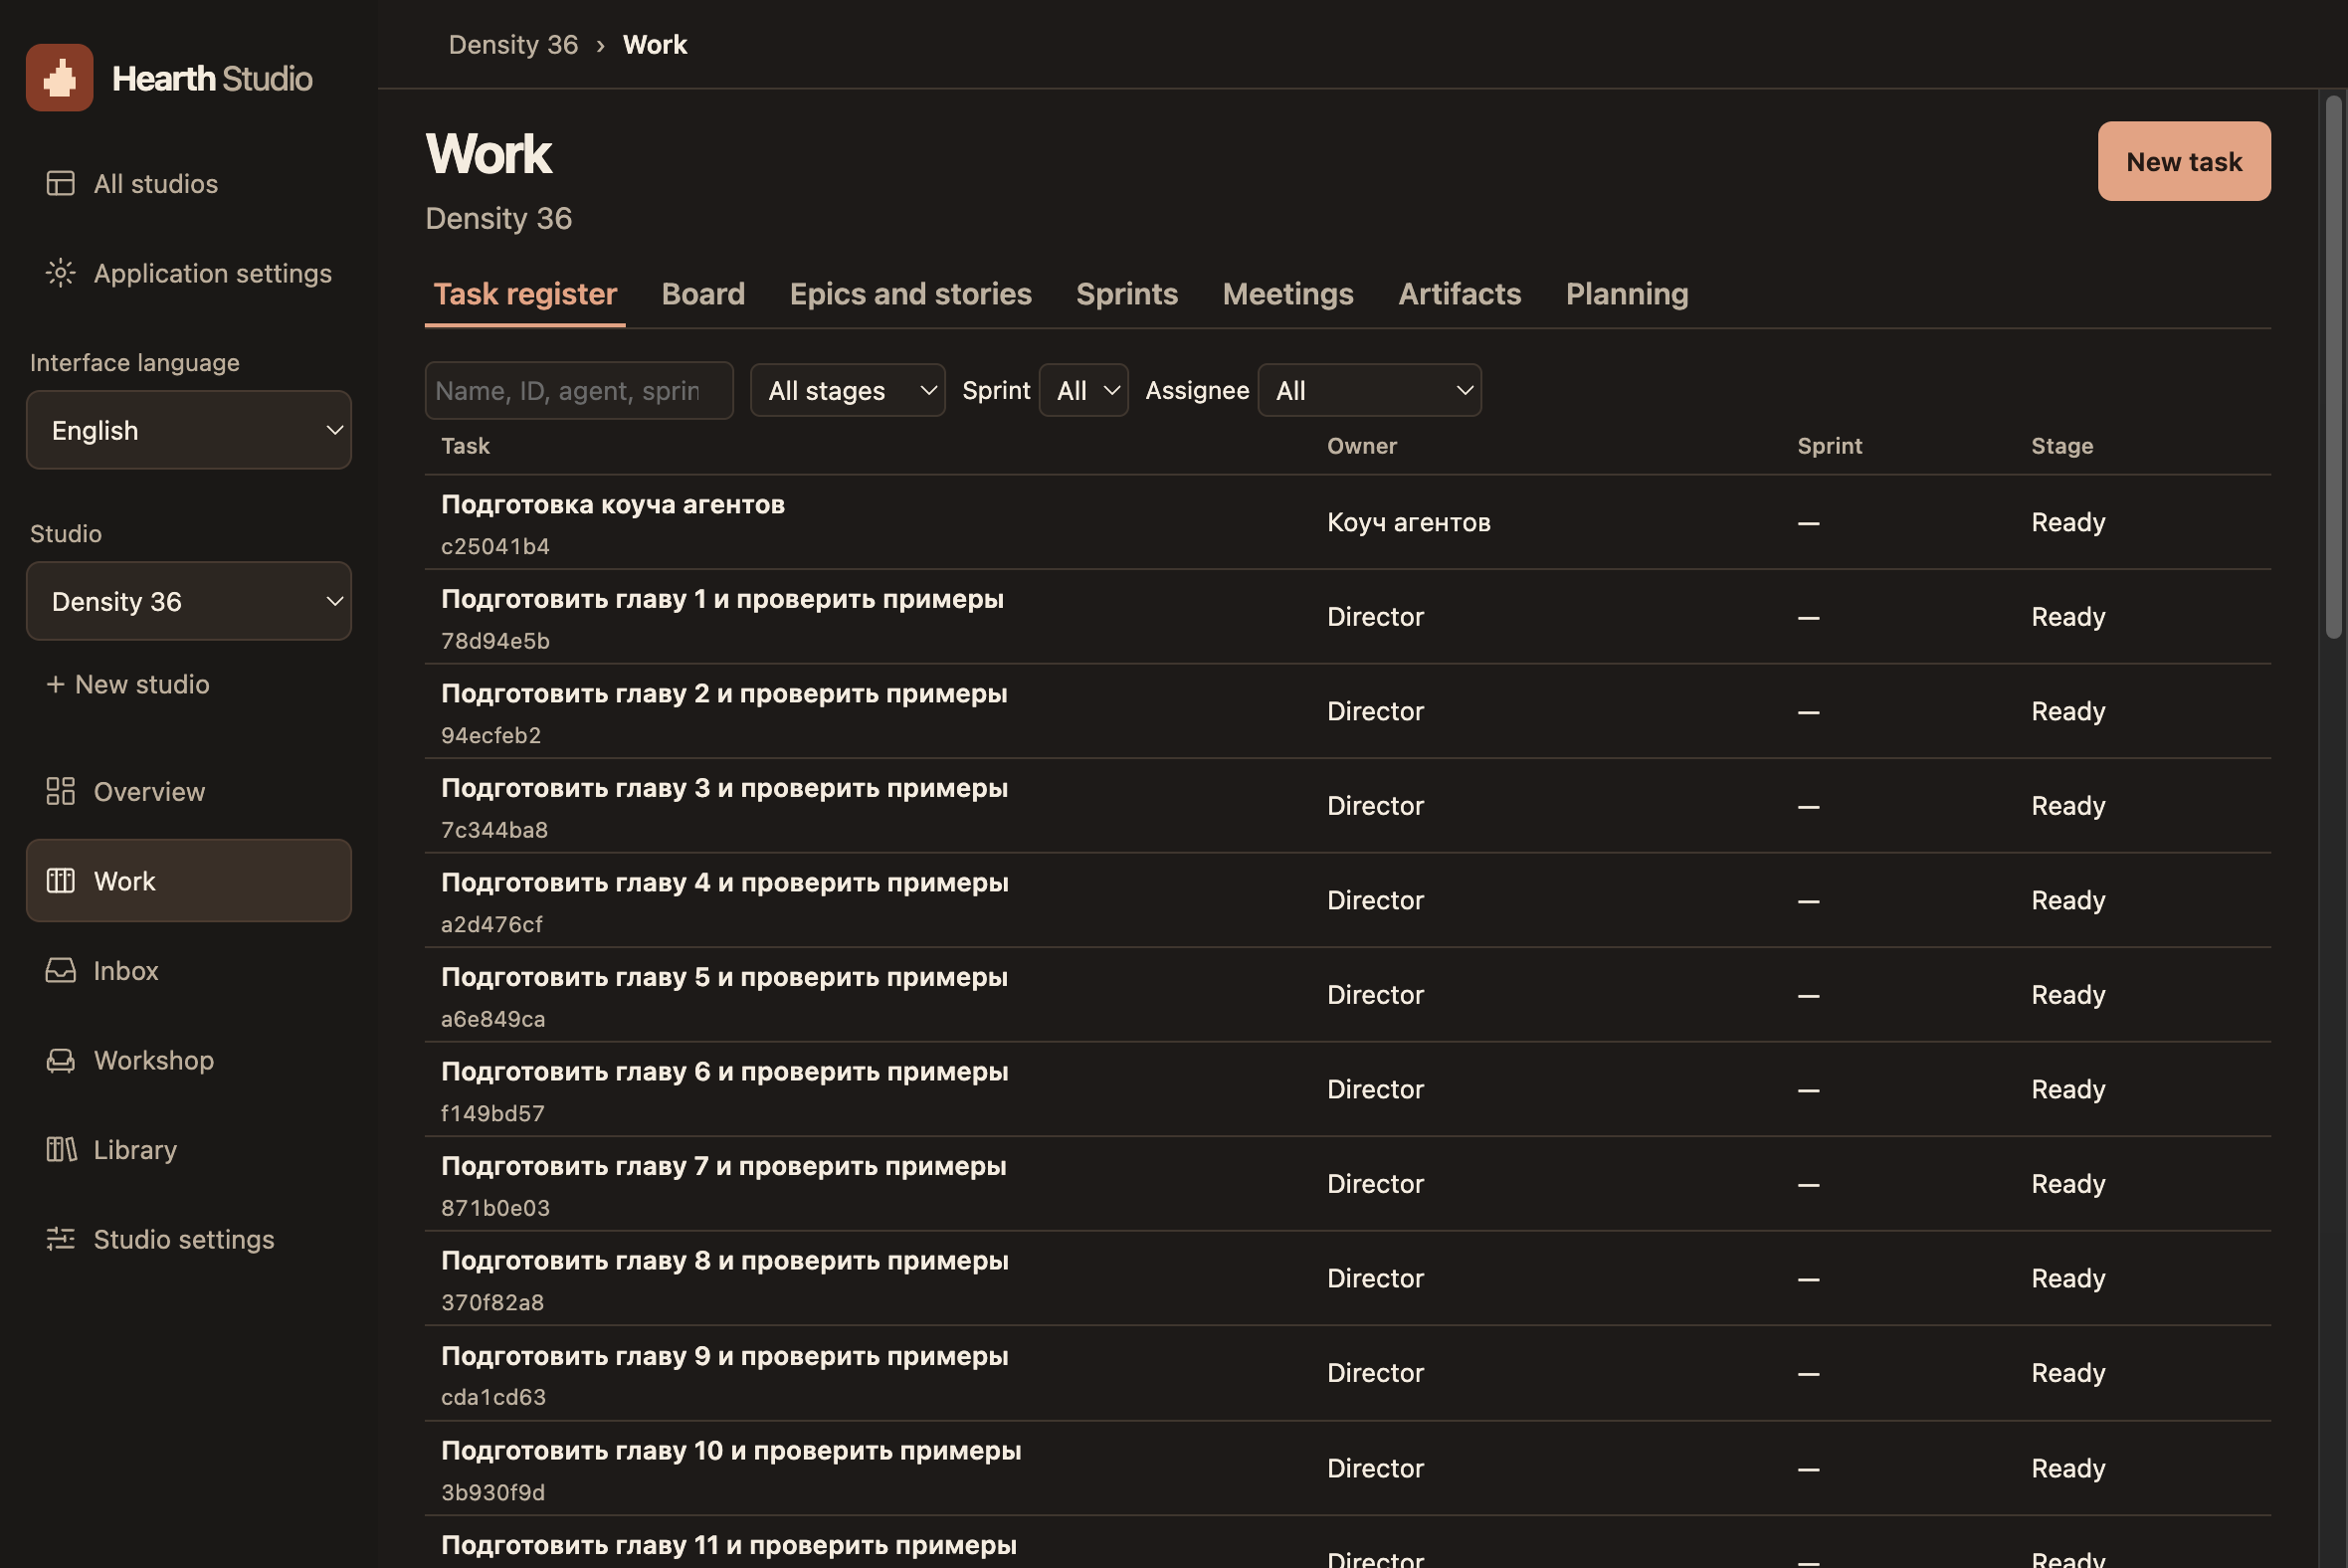 Hearth Studio
All studios
Application settings
Interface language
English
Studio
Density 36
+ New studio
Overview
Work
Inbox
Workshop
Library
Studio settings
Density 36 › Work
Work
New task
Density 36
Task register Board Epics and stories Sprints Meetings Artifacts Planning
Name, ID, agent, sprin All stages Sprint All Assignee All
Task Owner Sprint Stage
Подготовка коуча агентов
c25041b4
Коуч агентов — Ready
Подготовить главу 1 и проверить примеры
78d94e5b
Director — Ready
Подготовить главу 2 и проверить примеры
94ecfeb2
Director — Ready
Подготовить главу 3 и проверить примеры
7c344ba8
Director — Ready
Подготовить главу 4 и проверить примеры
a2d476cf
Director — Ready
Подготовить главу 5 и проверить примеры
a6e849ca
Director — Ready
Подготовить главу 6 и проверить примеры
f149bd57
Director — Ready
Подготовить главу 7 и проверить примеры
871b0e03
Director — Ready
Подготовить главу 8 и проверить примеры
370f82a8
Director — Ready
Подготовить главу 9 и проверить примеры
cda1cd63
Director — Ready
Подготовить главу 10 и проверить примеры
3b930f9d
Director — Ready
Подготовить главу 11 и проверить примеры
Director — Ready